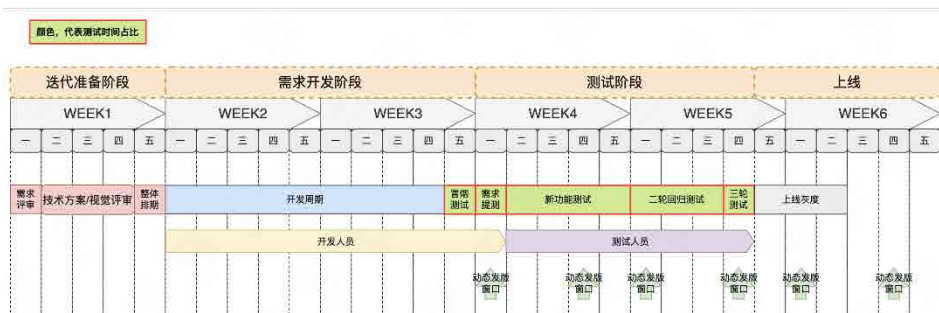 颜色，代表测试时间占比
迭代准备阶段 需求开发阶段 测试阶段 上线
WEEK1 WEEK2 WEEK3 WEEK4 WEEK5 WEEK6
一 二 三 四 五 一 二 三 四 五 一 二 三 四 五 一 二 三 四 五 一 二 三 四 五 一 二 三 四 五
需求评审 技术方案/视觉评审 整体排期 开发周期 冒烟测试 需求提测 新功能测试 二轮回归测试 三轮测试 上线灰度
开发人员 测试人员
动态发版窗口 动态发版窗口 动态发版窗口 动态发版窗口 动态发版窗口 动态发版窗口